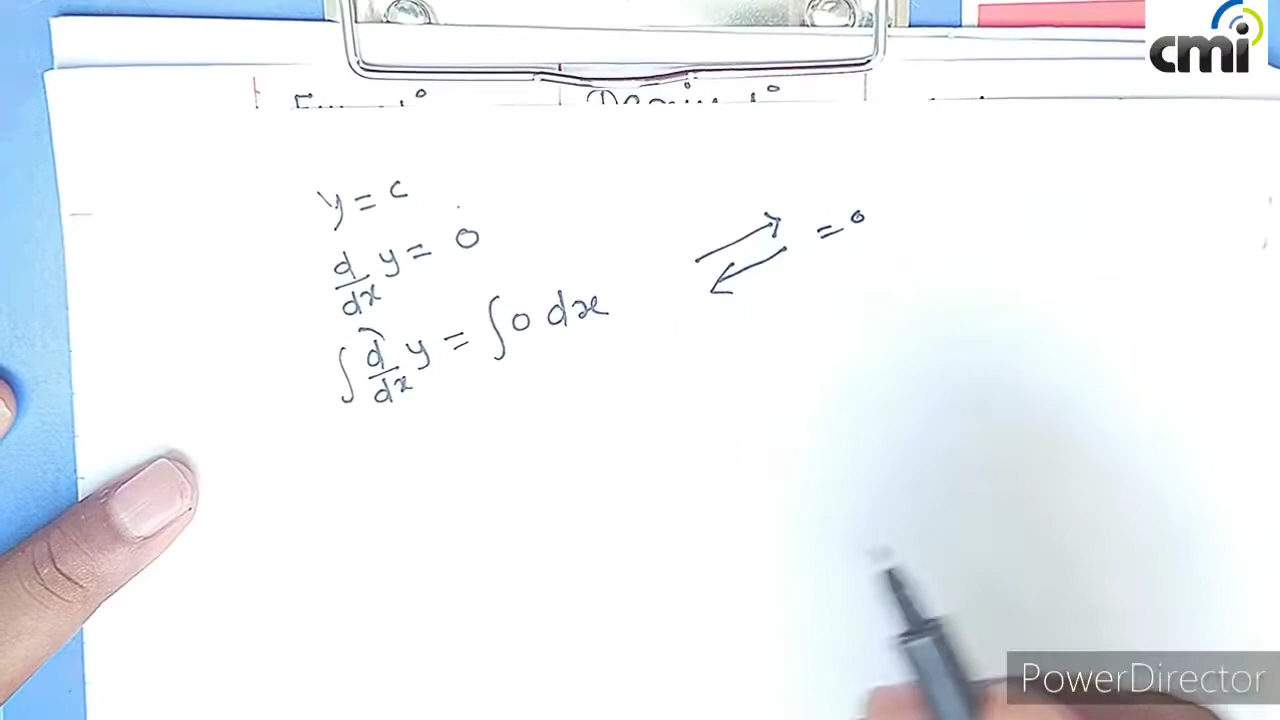 cmi
y = c
d/dx y = 0
= 0
∫ d/dx y = ∫ 0 dx
PowerDirector